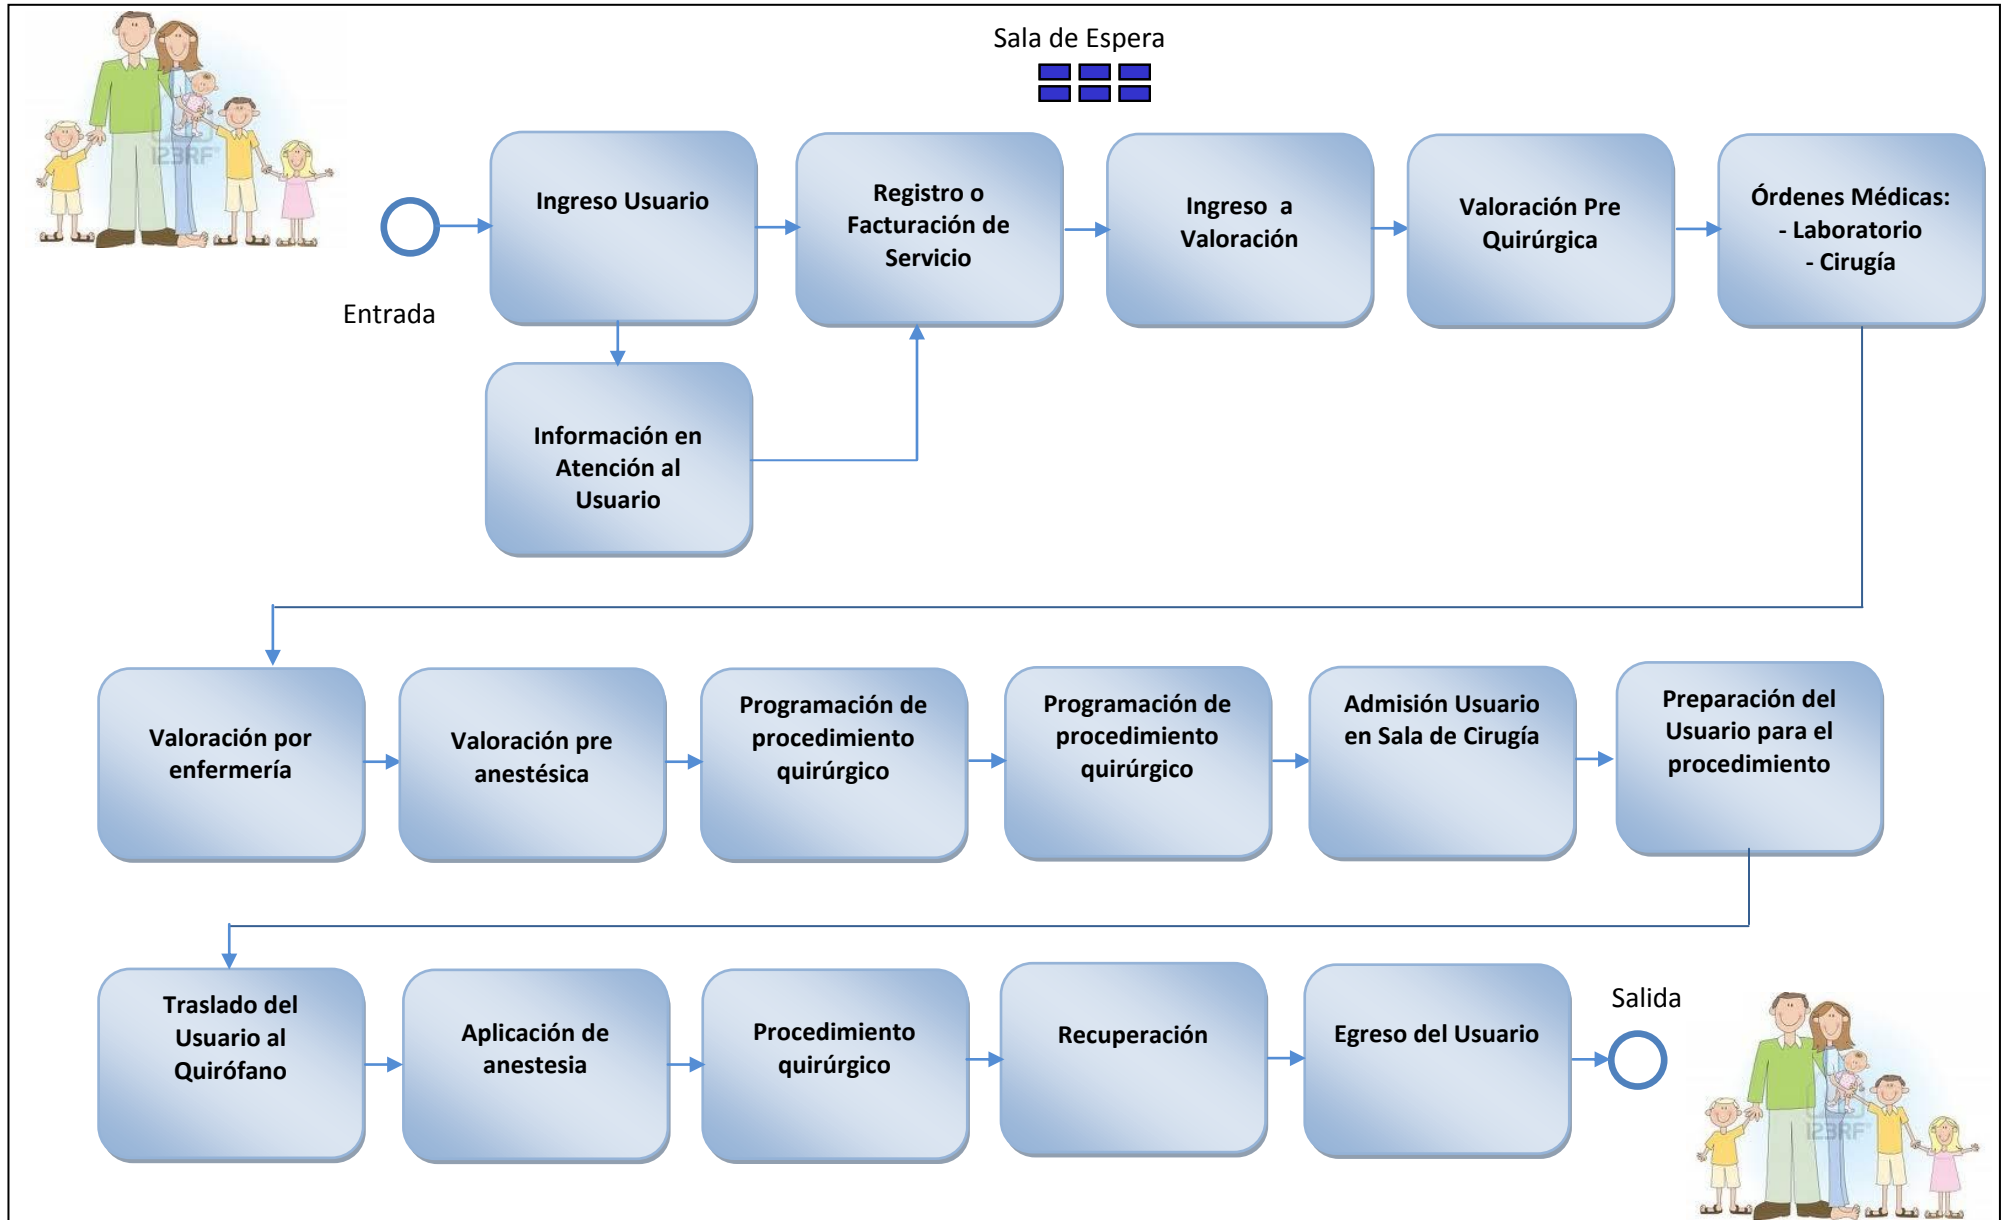 Sala de Espera
Ingreso Usuario
Registro o
Facturación de
Servicio
Ingreso a
Valoración
Valoración Pre
Quirúrgica
Órdenes Médicas:
- Laboratorio
- Cirugía
Entrada
Información en
Atención al
Usuario
Valoración por
enfermería
Valoración pre
anestésica
Programación de
procedimiento
quirúrgico
Programación de
procedimiento
quirúrgico
Admisión Usuario
en Sala de Cirugía
Preparación del
Usuario para el
procedimiento
Traslado del
Usuario al
Quirófano
Aplicación de
anestesia
Procedimiento
quirúrgico
Recuperación
Egreso del Usuario
Salida
123RF
123RF